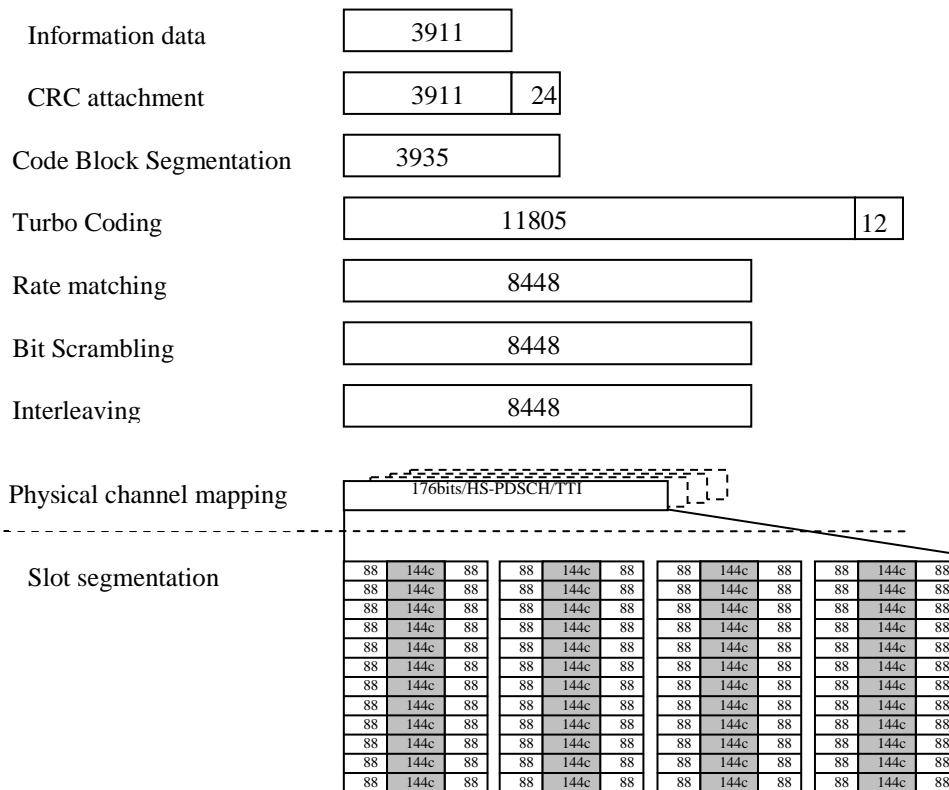 Information data 3911
CRC attachment 3911 24
Code Block Segmentation 3935
Turbo Coding 11805 12
Rate matching 8448
Bit Scrambling 8448
Interleaving 8448
Physical channel mapping 176bits/HS-PDSCH/TTI
Slot segmentation
88 144c 88 88 144c 88 88 144c 88 88 144c 88
88 144c 88 88 144c 88 88 144c 88 88 144c 88
88 144c 88 88 144c 88 88 144c 88 88 144c 88
88 144c 88 88 144c 88 88 144c 88 88 144c 88
88 144c 88 88 144c 88 88 144c 88 88 144c 88
88 144c 88 88 144c 88 88 144c 88 88 144c 88
88 144c 88 88 144c 88 88 144c 88 88 144c 88
88 144c 88 88 144c 88 88 144c 88 88 144c 88
88 144c 88 88 144c 88 88 144c 88 88 144c 88
88 144c 88 88 144c 88 88 144c 88 88 144c 88
88 144c 88 88 144c 88 88 144c 88 88 144c 88
88 144c 88 88 144c 88 88 144c 88 88 144c 88